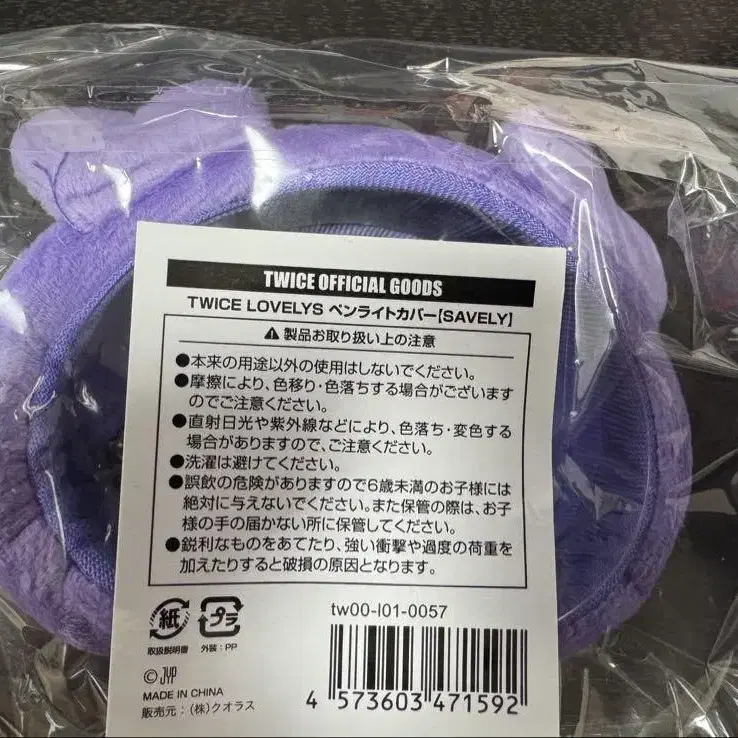 TWICE OFFICIAL GOODS
TWICE LOVELYS ペンライトカバー[SAVELY]
⚠ 製品お取り扱い上の注意
●本来の用途以外の使用はしないでください。
●摩擦により、色移り・色落ちする場合がございます
のでご注意ください。
●直射日光や紫外線などにより、色落ち・変色する
場合がありますので、ご注意ください。
●洗濯は避けてください。
●誤飲の危険がありますので6歳未満のお子様には
絶対に与えないでください。また保管の際は、お子
様の手の届かない所に保管してください。
●鋭利なものをあてたり、強い衝撃や過度の荷重を
加えたりすると破損の原因となります。
紙 プラ
取扱説明書 外装:PP
tw00-l01-0057
© JYP
MADE IN CHINA
販売元:(株)クオラス
4 573603 471592